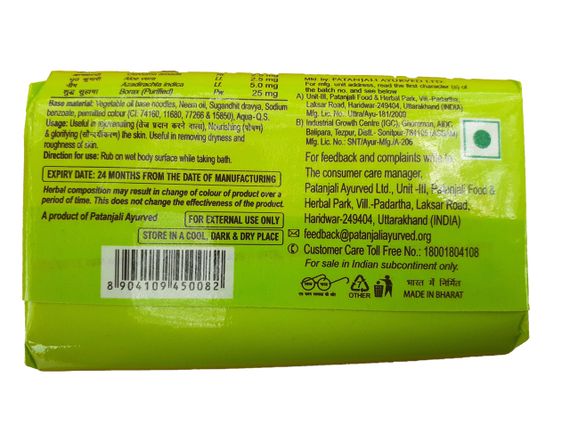 Aloe vera Lf. 2.5 mg
नीम Azadirachta indica Lf. 5.0 mg
शुद्ध सुहागा Borax (Purified) Pw. 25 mg
Base material: Vegetable oil base noodles, Neem oil, Sugandhit dravya, Sodium
benzoate, permitted colour (CI. 74160, 11680, 77266 & 15850), Aqua- Q.S.
Usage: Useful in rejuvenating (तेज प्रदान करने वाला), Nourishing (पोषण)
& glorifying (सौन्दर्यीकरण) the skin. Useful in removing dryness and
roughness of skin.
Direction for use: Rub on wet body surface while taking bath.
EXPIRY DATE: 24 MONTHS FROM THE DATE OF MANUFACTURING
Herbal composition may result in change of colour of product over a
period of time. This does not change the effectiveness of the product.
A product of Patanjali Ayurved FOR EXTERNAL USE ONLY
STORE IN A COOL, DARK & DRY PLACE
8 904109 450082
Mfd by. PATANJALI AYURVED LTD.
For mfg. unit address, read the first character (s) of
the batch no. and see below
A) Unit-III, Patanjali Food & Herbal Park, Vill.-Padartha,
Laksar Road, Haridwar-249404, Uttarakhand (INDIA)
Mfg. Lic. No.: Uttra/Ayu-181/2009
B) Industrial Growth Centre (IGC), AIDC,
Balipara, Tezpur, Distt.- Sonitpur-784105 (ASSAM)
Mfg. Lic. No.: SNT/Ayur-Mfg./A-206
For feedback and complaints write to:
The consumer care manager,
Patanjali Ayurved Ltd., Unit -III, Patanjali Food &
Herbal Park, Vill.-Padartha, Laksar Road,
Haridwar-249404, Uttarakhand (INDIA)
feedback@patanjaliayurved.org
Customer Care Toll Free No.: 18001804108
For sale in Indian subcontinent only.
7
OTHER
भारत में निर्मित
MADE IN BHARAT